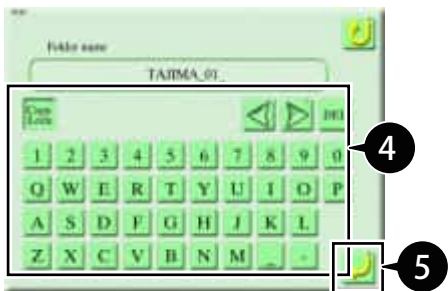 Folder name
TAJIMA_01_
Caps Lock DEL
1 2 3 4 5 6 7 8 9 0
Q W E R T Y U I O P
A S D F G H J K L
Z X C V B N M _ -
4
5